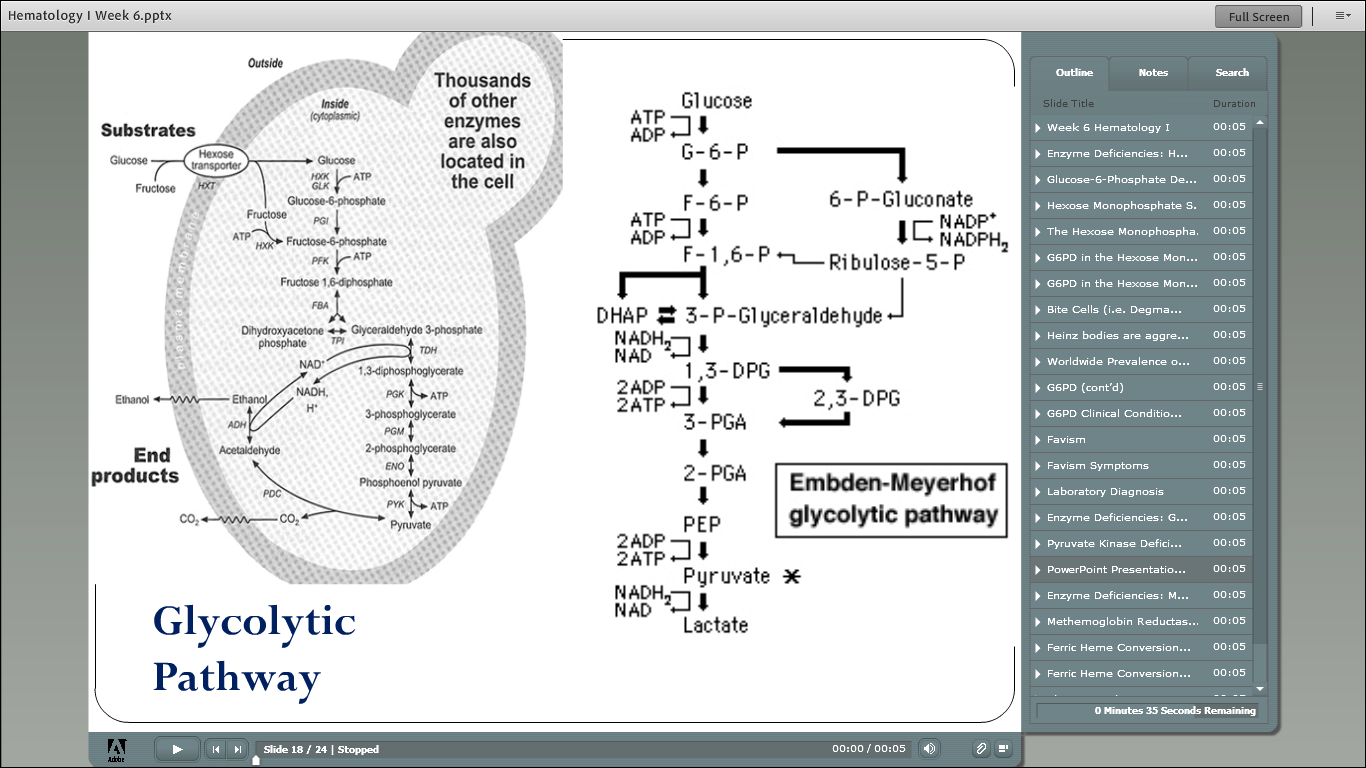 Hematology I Week 6.pptx
Full Screen
Outside
Inside
(cytoplasmic)
Thousands
of other
enzymes
are also
located in
the cell
Substrates
Glucose
Fructose
Hexose
transporter
HXT
Glucose
HXK
GLK
ATP
Glucose-6-phosphate
Fructose
PGI
ATP
HXK
Fructose-6-phosphate
PFK
ATP
Fructose 1,6-diphosphate
FBA
Dihydroxyacetone
phosphate
TPI
Glyceraldehyde 3-phosphate
TDH
NAD+
NADH,
H+
1,3-diphosphoglycerate
PGK
ATP
3-phosphoglycerate
PGM
2-phosphoglycerate
ENO
Phosphoenol pyruvate
PYK
ATP
Pyruvate
Ethanol
Ethanol
ADH
Acetaldehyde
End
products
PDC
CO2
CO2
plasma membrane
Glycolytic
Pathway
Glucose
ATP
ADP
G-6-P
F-6-P
ATP
ADP
F-1,6-P
6-P-Gluconate
NADP+
NADPH2
Ribulose-5-P
DHAP
3-P-Glyceraldehyde
NADH2
NAD
1,3-DPG
2ADP
2ATP
2,3-DPG
3-PGA
2-PGA
PEP
2ADP
2ATP
Pyruvate *
NADH2
NAD
Lactate
Embden-Meyerhof
glycolytic pathway
Outline Notes Search
Slide Title Duration
Week 6 Hematology I 00:05
Enzyme Deficiencies: H... 00:05
Glucose-6-Phosphate De... 00:05
Hexose Monophosphate S. 00:05
The Hexose Monophospha. 00:05
G6PD in the Hexose Mon... 00:05
G6PD in the Hexose Mon... 00:05
Bite Cells (i.e. Degma... 00:05
Heinz bodies are aggre... 00:05
Worldwide Prevalence o... 00:05
G6PD (cont'd) 00:05
G6PD Clinical Conditio... 00:05
Favism 00:05
Favism Symptoms 00:05
Laboratory Diagnosis 00:05
Enzyme Deficiencies: G... 00:05
Pyruvate Kinase Defici... 00:05
PowerPoint Presentatio... 00:05
Enzyme Deficiencies: M... 00:05
Methemoglobin Reductas... 00:05
Ferric Heme Conversion... 00:05
Ferric Heme Conversion... 00:05
0 Minutes 35 Seconds Remaining
Adobe
Slide 18 / 24 | Stopped
00:00 / 00:05